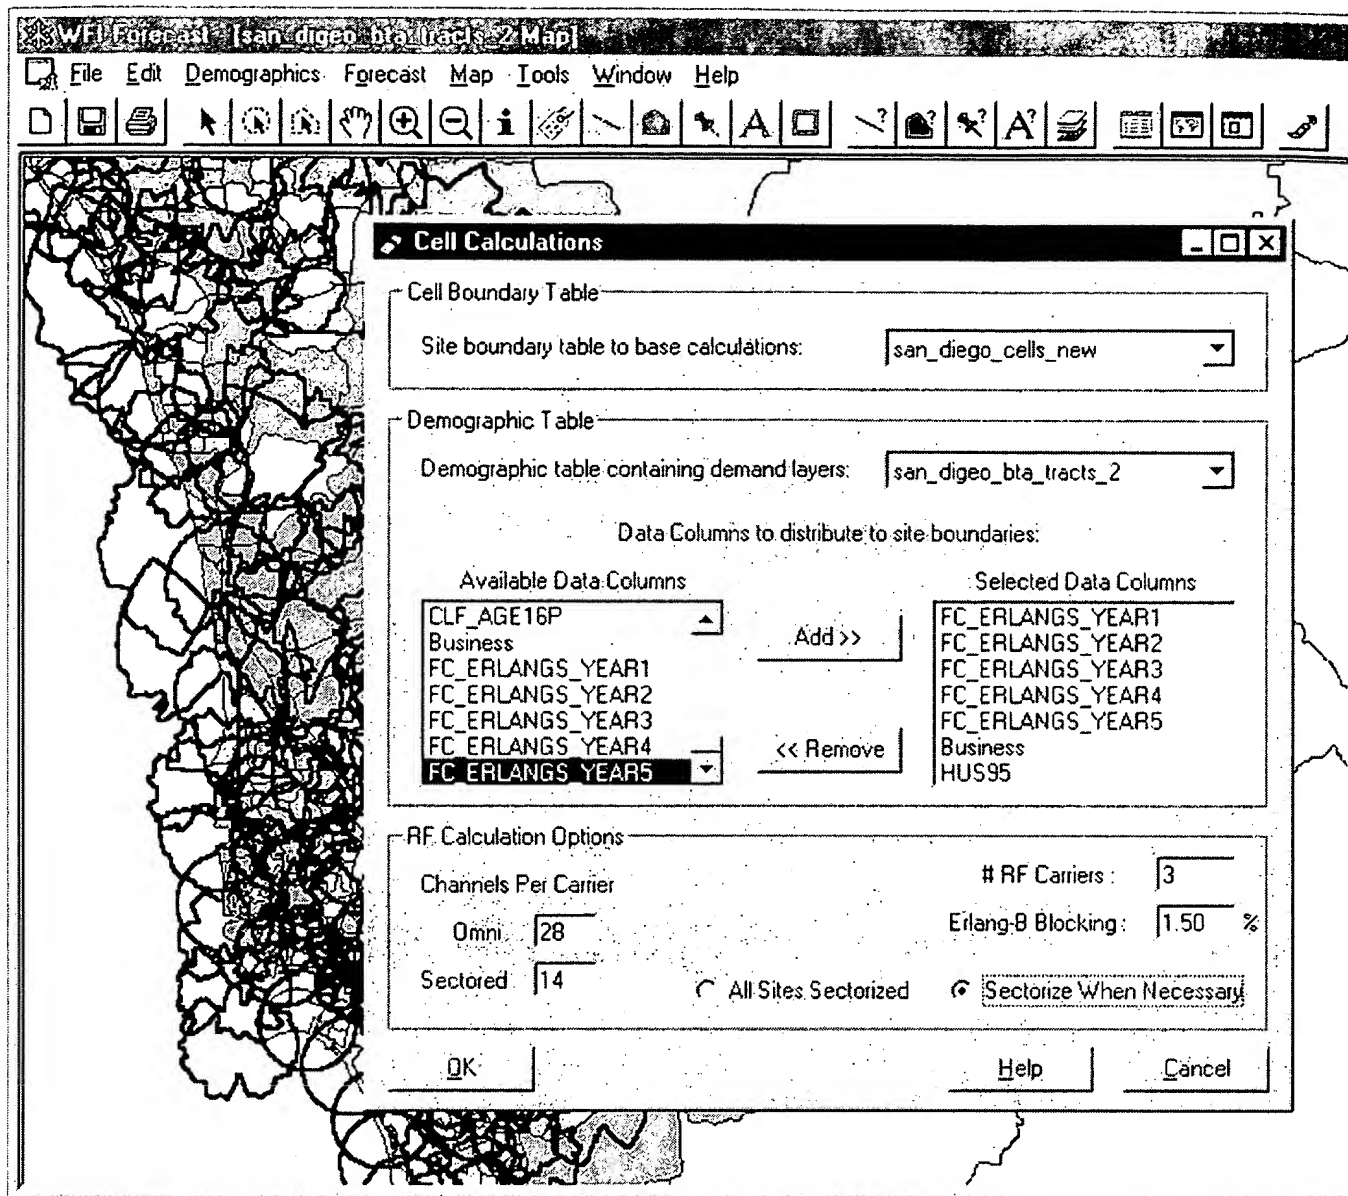 WFI Forecast - [san_digeo_bta_tracts_2 Map]
File Edit Demographics Forecast Map Tools Window Help
Cell Calculations
Cell Boundary Table
Site boundary table to base calculations: san_diego_cells_new
Demographic Table
Demographic table containing demand layers: san_digeo_bta_tracts_2
Data Columns to distribute to site boundaries:
Available Data Columns
CLF_AGE16P
Business
FC_ERLANGS_YEAR1
FC_ERLANGS_YEAR2
FC_ERLANGS_YEAR3
FC_ERLANGS_YEAR4
FC_ERLANGS_YEAR5
Add >>
<< Remove
Selected Data Columns
FC_ERLANGS_YEAR1
FC_ERLANGS_YEAR2
FC_ERLANGS_YEAR3
FC_ERLANGS_YEAR4
FC_ERLANGS_YEAR5
Business
HUS95
RF Calculation Options
Channels Per Carrier
Omni 28
Sectored 14
# RF Carriers : 3
Erlang-B Blocking : 1.50 %
All Sites Sectorized
Sectorize When Necessary
OK
Help
Cancel